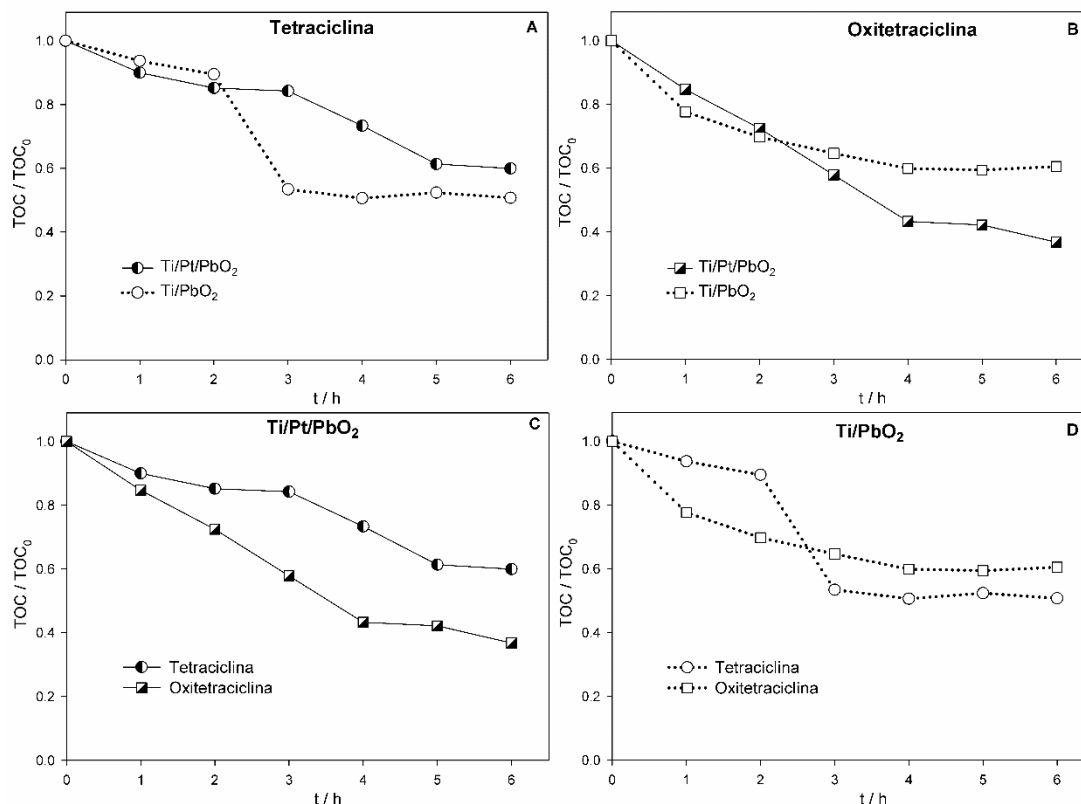 Tetraciclina
A
TOC / TOC₀
1.0
0.8
0.6
0.4
0.2
0.0
Ti/Pt/PbO₂
Ti/PbO₂
0 1 2 3 4 5 6
t / h
Oxitetraciclina
B
TOC / TOC₀
1.0
0.8
0.6
0.4
0.2
0.0
Ti/Pt/PbO₂
Ti/PbO₂
0 1 2 3 4 5 6
t / h
Ti/Pt/PbO₂
C
TOC / TOC₀
1.0
0.8
0.6
0.4
0.2
0.0
Tetraciclina
Oxitetraciclina
0 1 2 3 4 5 6
t / h
Ti/PbO₂
D
TOC / TOC₀
1.0
0.8
0.6
0.4
0.2
0.0
Tetraciclina
Oxitetraciclina
0 1 2 3 4 5 6
t / h